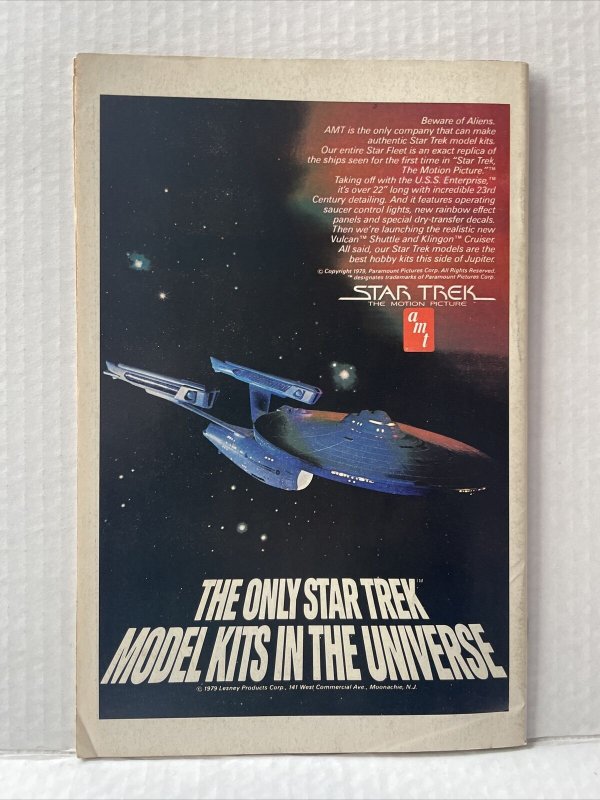 Beware of Aliens.
AMT is the only company that can make
authentic Star Trek model kits.
Our entire Star Fleet is an exact replica of
the ships seen for the first time in "Star Trek,
The Motion Picture."™
Taking off with the U.S.S. Enterprise,™
it's over 22" long with incredible 23rd
Century detailing. And it features operating
saucer control lights, new rainbow effect
panels and special dry-transfer decals.
Then we're launching the realistic new
Vulcan™ Shuttle and Klingon™ Cruiser.
All said, our Star Trek models are the
best hobby kits this side of Jupiter.
© Copyright 1979, Paramount Pictures Corp. All Rights Reserved.
™ designates trademarks of Paramount Pictures Corp.
STAR TREK
THE MOTION PICTURE
amt
THE ONLY STAR TREK™
MODEL KITS IN THE UNIVERSE
© 1979 Lesney Products Corp., 141 West Commercial Ave., Moonachie, N.J.